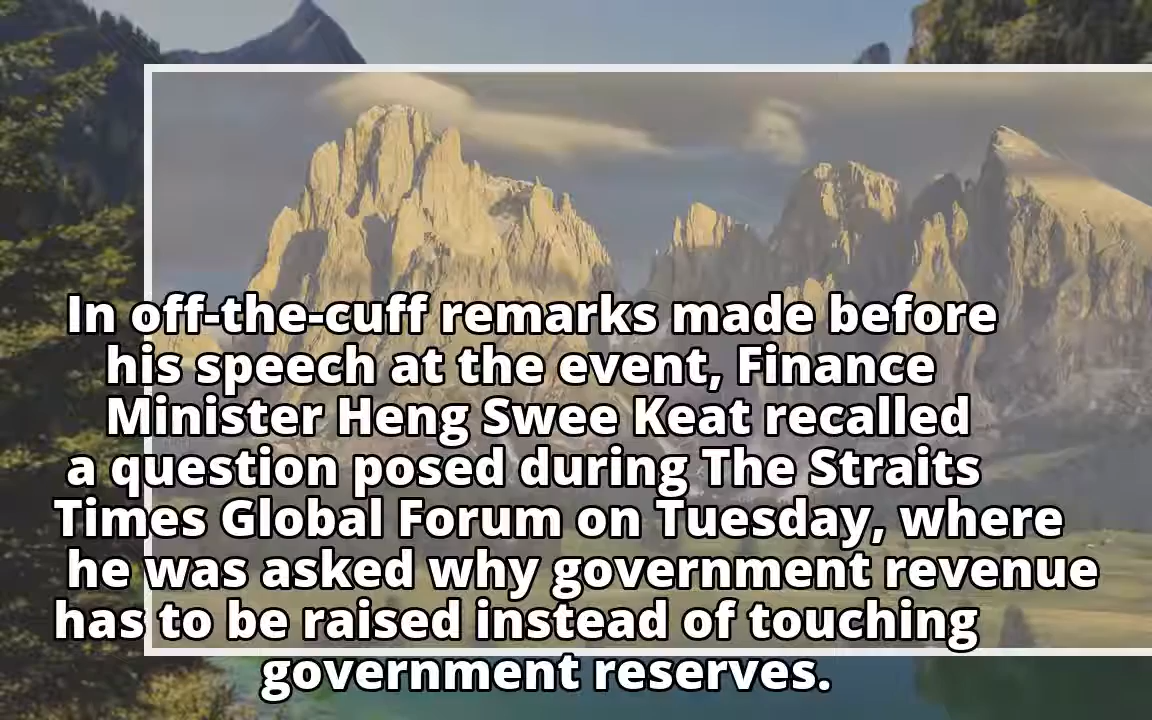 In off-the-cuff remarks made before
his speech at the event, Finance
Minister Heng Swee Keat recalled
a question posed during The Straits
Times Global Forum on Tuesday, where
he was asked why government revenue
has to be raised instead of touching
government reserves.